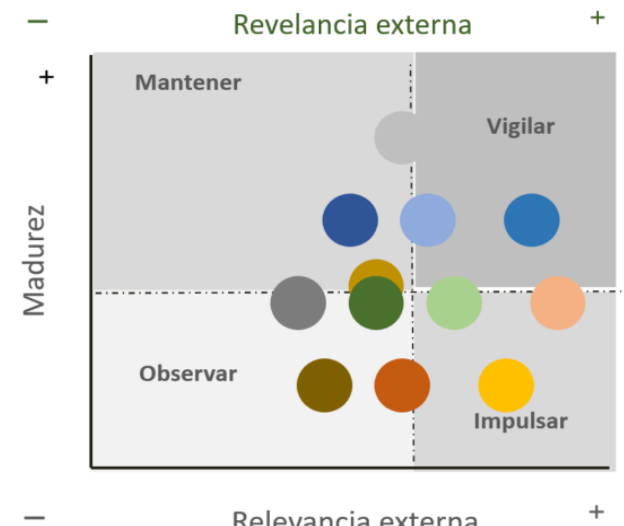 − Revelancia externa +
+
Mantener
Vigilar
Madurez
Observar
Impulsar
− Relevancia externa +